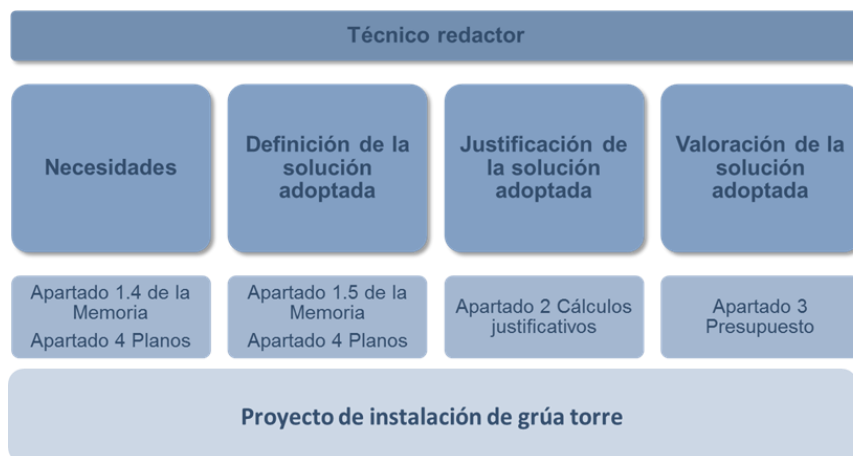 Técnico redactor
Necesidades
Definición de la
solución
adoptada
Justificación de
la solución
adoptada
Valoración de la
solución
adoptada
Apartado 1.4 de la
Memoria
Apartado 4 Planos
Apartado 1.5 de la
Memoria
Apartado 4 Planos
Apartado 2 Cálculos
justificativos
Apartado 3
Presupuesto
Proyecto de instalación de grúa torre